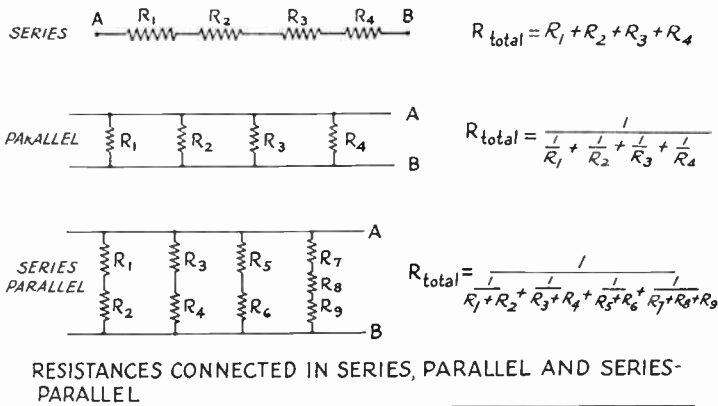 A R₁ R₂ R₃ R₄ B
SERIES
R total = R₁ + R₂ + R₃ + R₄
A
PARALLEL R₁ R₂ R₃ R₄
B
R total = 1 / (1/R₁ + 1/R₂ + 1/R₃ + 1/R₄)
A
SERIES PARALLEL
R₁ R₃ R₅ R₇
R₈
R₂ R₄ R₆ R₉
B
R total = 1 / (1/R₁+R₂ + 1/R₃+R₄ + 1/R₅+R₆ + 1/R₇+R₈+R₉)
RESISTANCES CONNECTED IN SERIES, PARALLEL AND SERIES-
PARALLEL